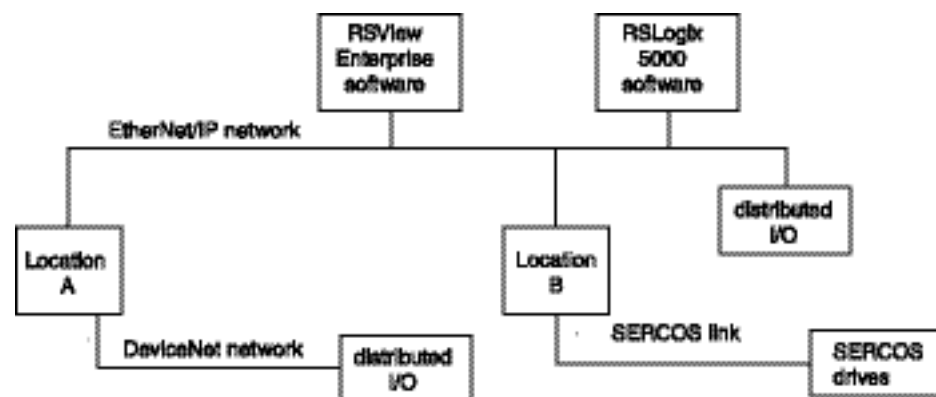 RSView
Enterprise
software
RSLogix
5000
software
EtherNet/IP network
distributed
I/O
Location
A
Location
B
DeviceNet network
distributed
I/O
SERCOS link
SERCOS
drives